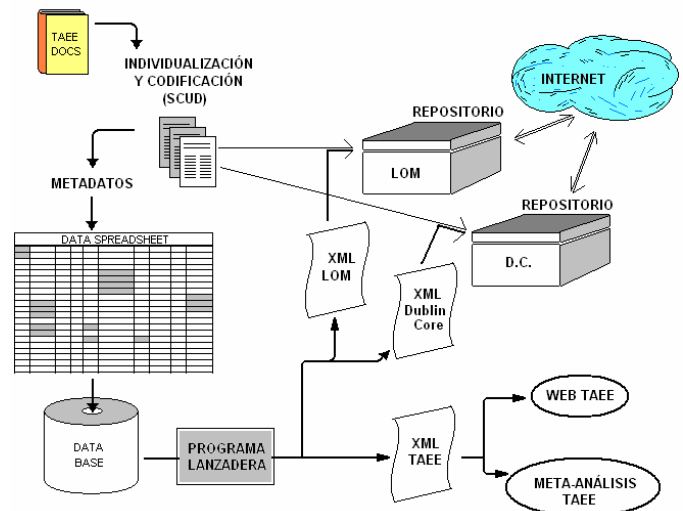 TAEE
DOCS
INDIVIDUALIZACIÓN
Y CODIFICACIÓN
(SCUD)
INTERNET
REPOSITORIO
LOM
METADATOS
REPOSITORIO
D.C.
DATA SPREADSHEET
XML
LOM
XML
Dublin
Core
DATA
BASE
PROGRAMA
LANZADERA
XML
TAEE
WEB TAEE
META-ANÁLISIS
TAEE